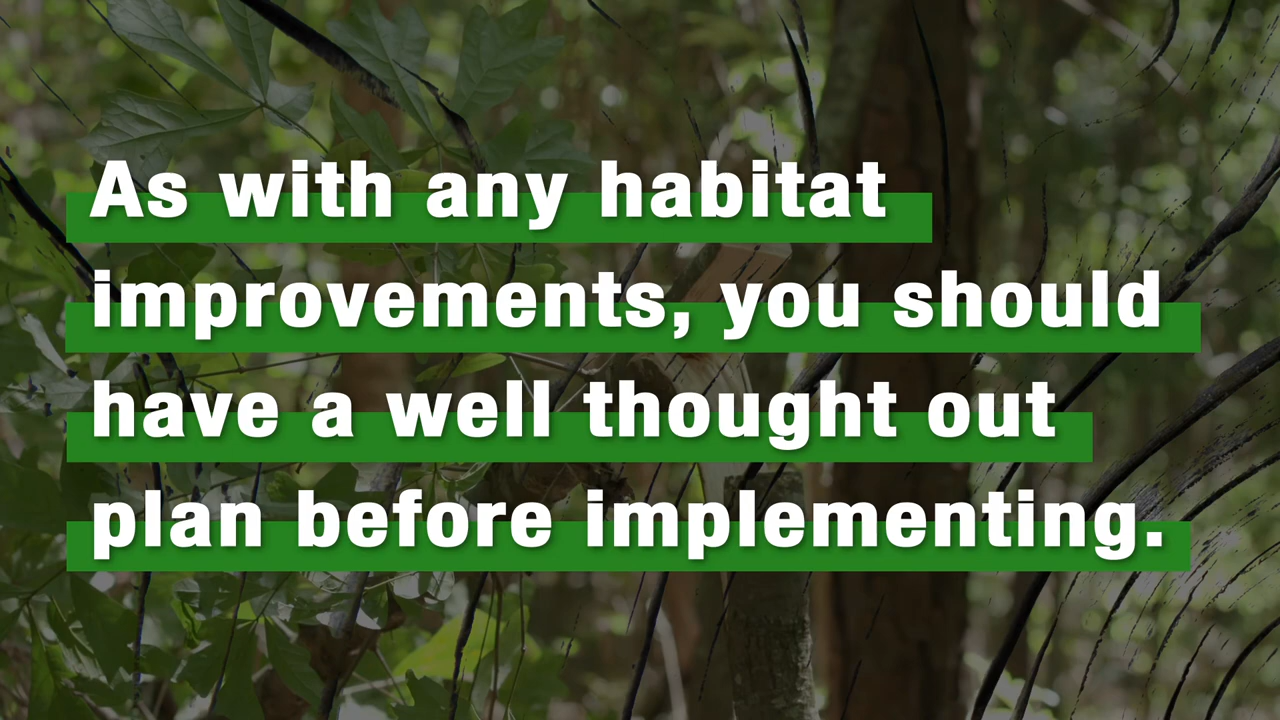 As with any habitat
improvements, you should
have a well thought out
plan before implementing.